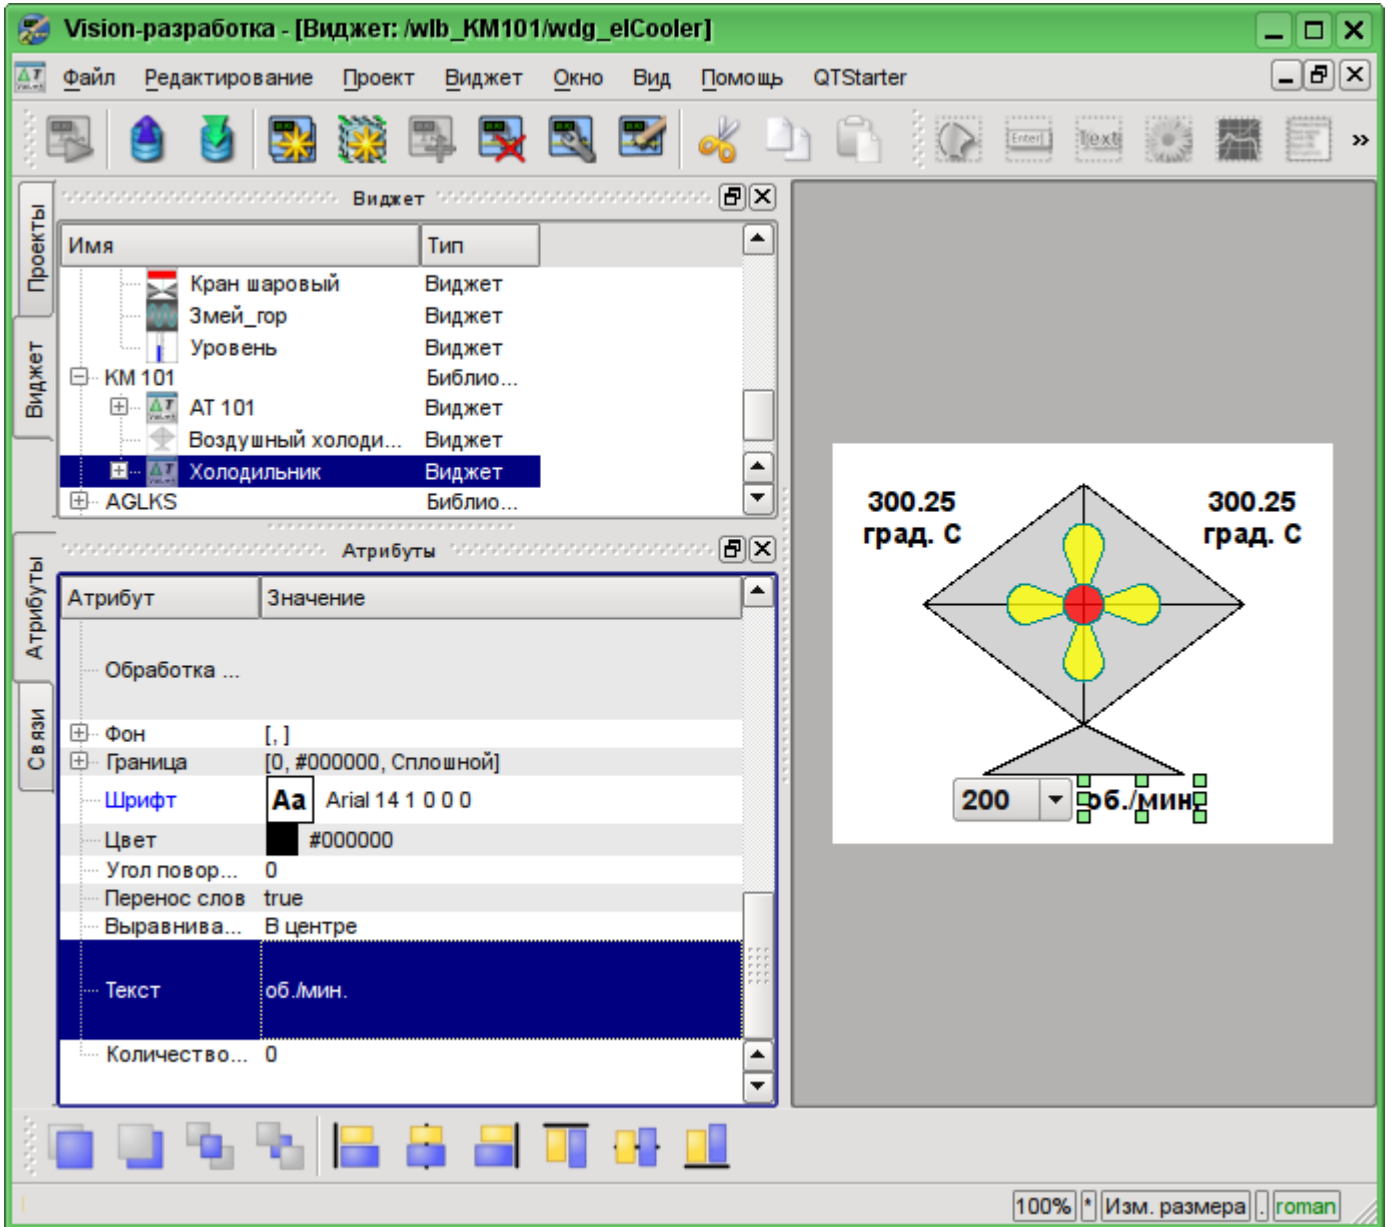 Vision-разработка - [Виджет: /wlb_KM101/wdg_elCooler]
Файл Редактирование Проект Виджет Окно Вид Помощь QTStarter
Enter Text
Проекты
Виджет
Виджет
Имя Тип
Кран шаровый Виджет
Змей_гор Виджет
Уровень Виджет
КМ 101 Библио...
АТ 101 Виджет
Воздушный холоди... Виджет
Холодильник Виджет
AGLKS Библио...
Атрибуты
Связи
Атрибуты
Атрибут Значение
Обработка ...
Фон [, ]
Граница [0, #000000, Сплошной]
Шрифт Aa Arial 14 1 0 0 0
Цвет #000000
Угол повор... 0
Перенос слов true
Выравнива... В центре
Текст об./мин.
Количество... 0
300.25
град. С
300.25
град. С
200 об./мин.
100% * Изм. размера . roman